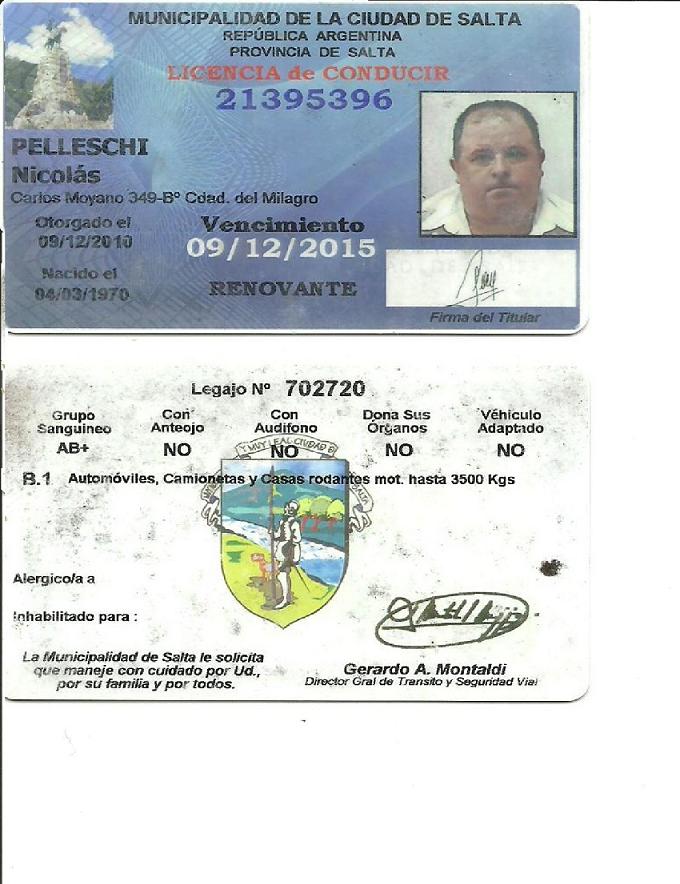 MUNICIPALIDAD DE LA CIUDAD DE SALTA
REPÚBLICA ARGENTINA
PROVINCIA DE SALTA
LICENCIA de CONDUCIR
21395396
PELLESCHI
Nicolás
Carlos Moyano 349-Bº Cdad. del Milagro
Otorgado el
09/12/2010
Vencimiento
09/12/2015
Nacido el
04/03/1970
RENOVANTE
Firma del Titular
Legajo Nº 702720
Grupo Sanguineo
AB+
Con Anteojo
NO
Con Audifono
NO
Dona Sus Órganos
NO
Véhiculo Adaptado
NO
MUY LEAL CIUDAD D
SALTA
B.1 Automóviles, Camionetas y Casas rodantes mot. hasta 3500 Kgs
Alergico/a a
Inhabilitado para :
La Municipalidad de Salta le solicita
que maneje con cuidado por Ud.,
por su familia y por todos.
Gerardo A. Montaldi
Director Gral de Transito y Seguridad Vial